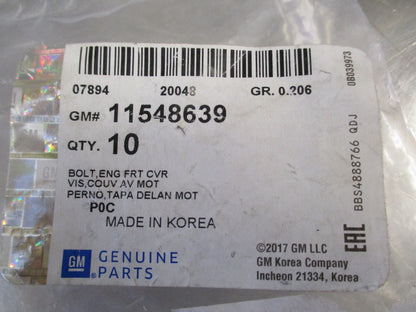 07894 20048 GR. 0.206
GM# 11548639
QTY. 10
BOLT,ENG FRT CVR
VIS,COUV AV MOT
PERNO,TAPA DELAN MOT
P0C
MADE IN KOREA
GM GENUINE
PARTS
©2017 GM LLC
GM Korea Company
Incheon 21334, Korea
EAC
BBS4888766 QDJ
0B039973